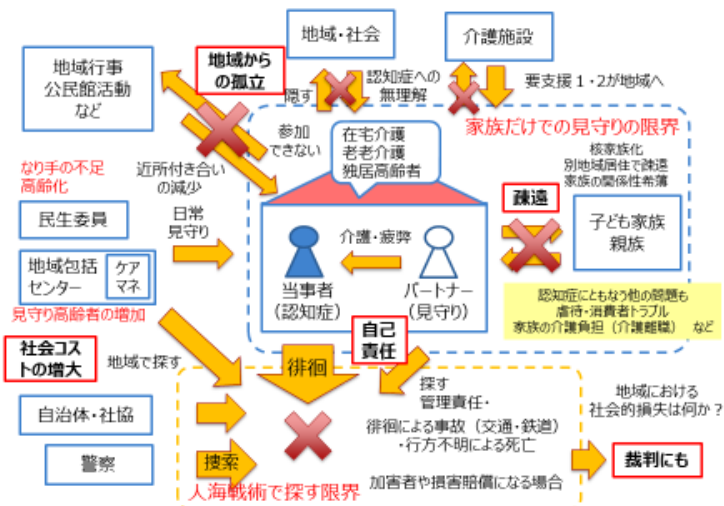 地域・社会
介護施設
地域行事
公民館活動
など
地域から
の孤立
隠す
認知症への
無理解
要支援1・2が地域へ
家族だけでの見守りの限界
参加
できない
在宅介護
老老介護
独居高齢者
核家族化
別地域居住で疎遠
家族の関係性希薄
なり手の不足
高齢化
近所付き合い
の減少
民生委員
日常
見守り
疎遠
子ども家族
親族
介護・疲弊
地域包括
センター
ケア
マネ
当事者
(認知症)
パートナー
(見守り)
見守り高齢者の増加
認知症にともなう他の問題も
虐待・消費者トラブル
家族の介護負担(介護離職) など
自己
責任
社会コス
トの増大
地域で探す
徘徊
探す
管理責任・
徘徊による事故(交通・鉄道)
・行方不明による死亡
加害者や損害賠償になる場合
地域における
社会的損失は何か?
自治体・社協
警察
捜索
裁判にも
人海戦術で探す限界